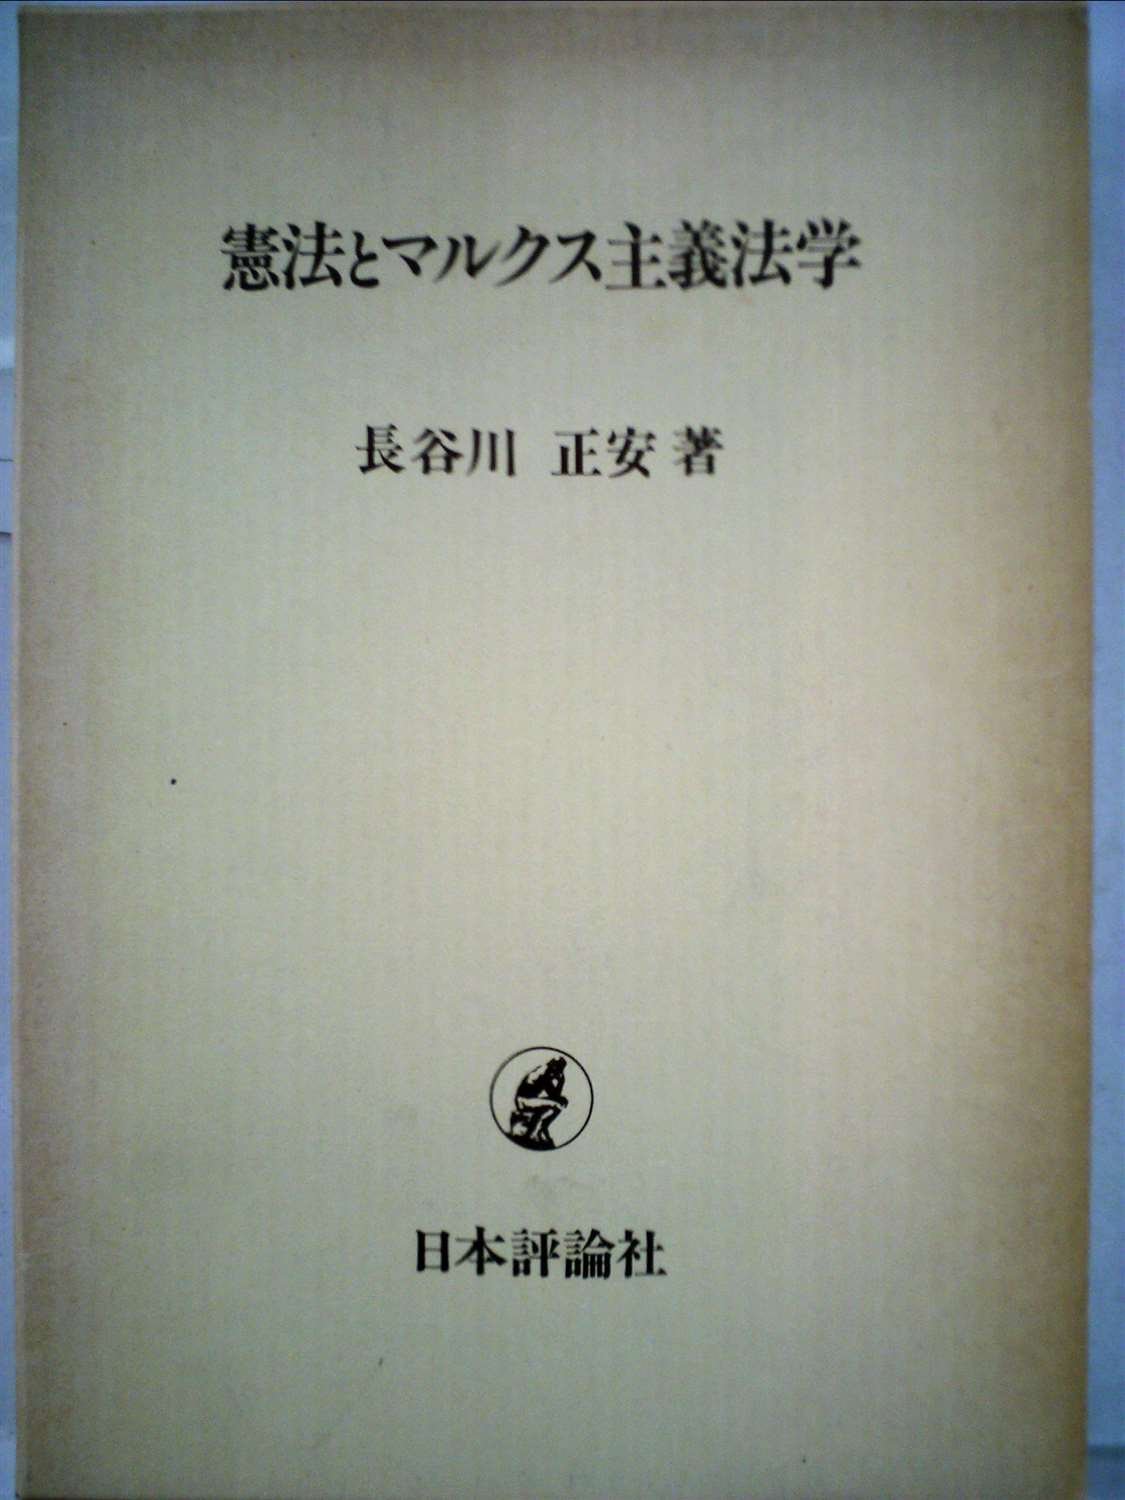 憲法とマルクス主義法学
長谷川 正安 著
日本評論社